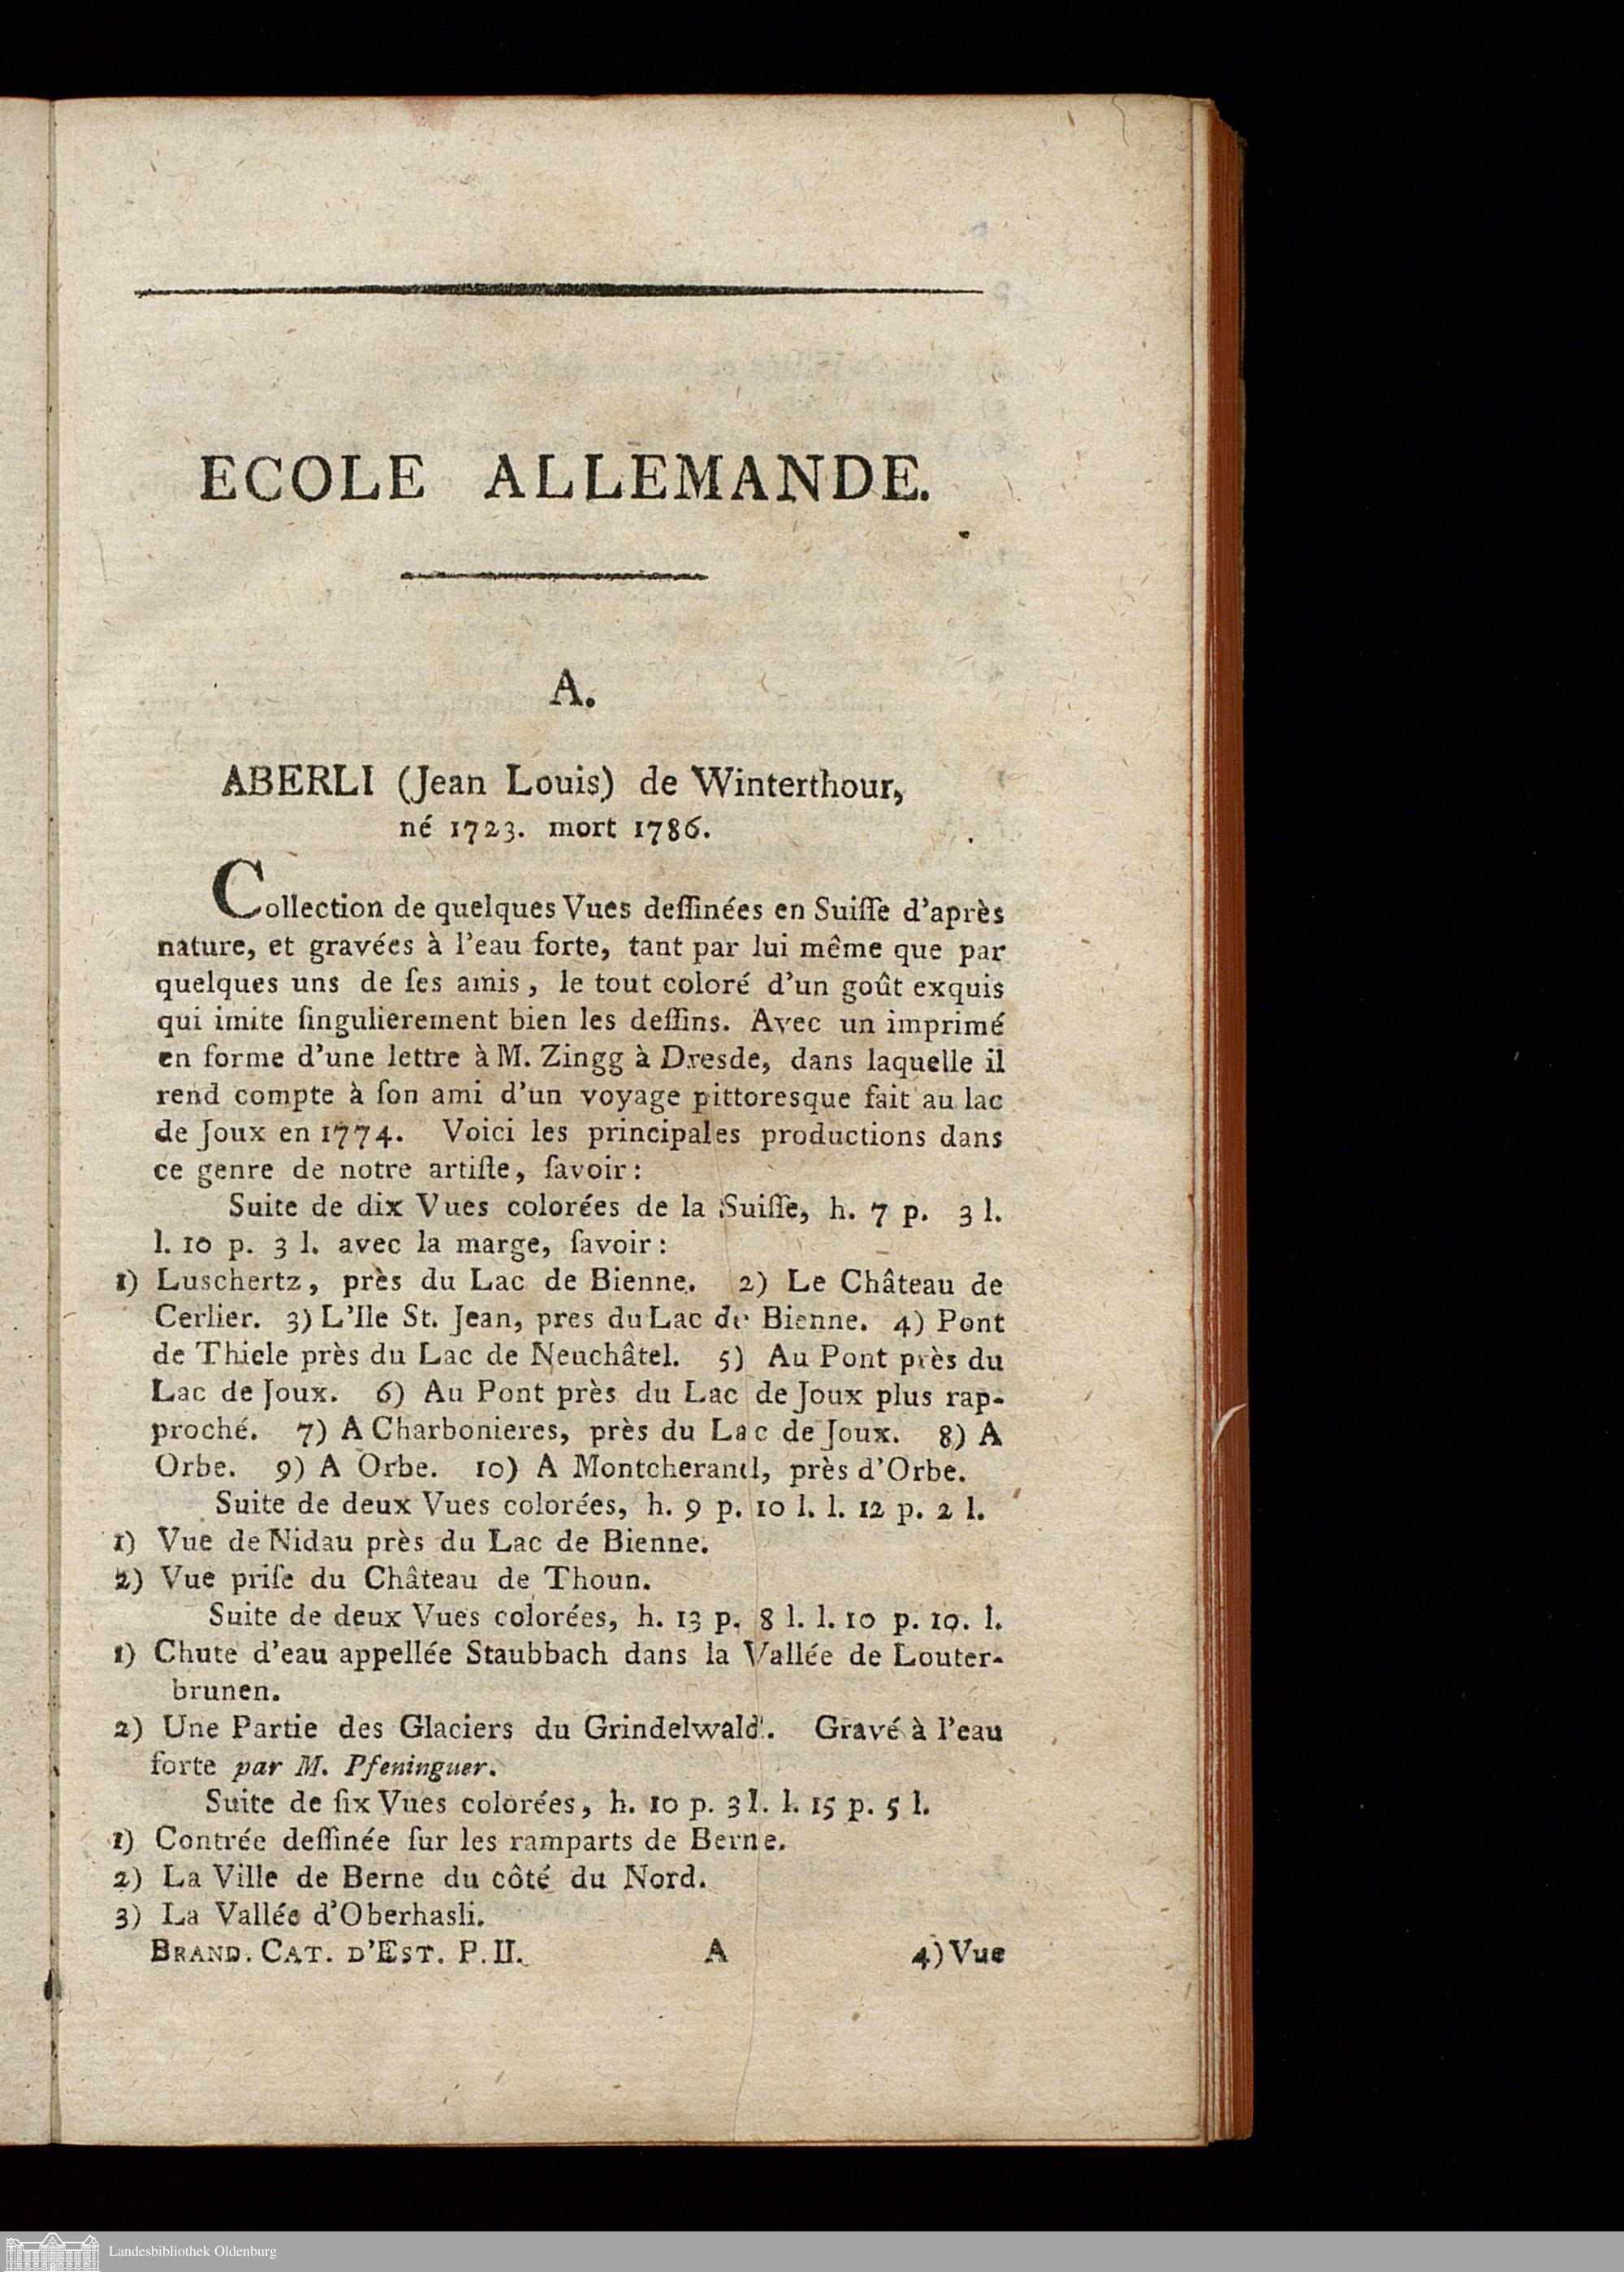 ECOLE ALLEMANDE.
A.
ABERLI (Jean Louis) de Winterthour,
né 1723. mort 1786.
Collection de quelques Vues deſſinées en Suiſſe d'après
nature, et gravées à l'eau forte, tant par lui même que par
quelques uns de ſes amis, le tout coloré d'un goût exquis
qui imite ſingulierement bien les deſſins. Avec un imprimé
en forme d'une lettre à M. Zingg à Dresde, dans laquelle il
rend compte à ſon ami d'un voyage pittoresque fait au lac
de Joux en 1774. Voici les principales productions dans
ce genre de notre artiſte, ſavoir:
Suite de dix Vues colorées de la Suiſſe, h. 7 p. 3 l.
l. 10 p. 3 l. avec la marge, ſavoir:
1) Luschertz, près du Lac de Bienne. 2) Le Château de
Cerlier. 3) L'Ile St. Jean, pres du Lac de Bienne. 4) Pont
de Thiele près du Lac de Neuchâtel. 5) Au Pont près du
Lac de Joux. 6) Au Pont près du Lac de Joux plus rap-
proché. 7) A Charbonieres, près du Lac de Joux. 8) A
Orbe. 9) A Orbe. 10) A Montcherand, près d'Orbe.
Suite de deux Vues colorées, h. 9 p. 10 l. l. 12 p. 2 l.
1) Vue de Nidau près du Lac de Bienne.
2) Vue priſe du Château de Thoun.
Suite de deux Vues colorées, h. 13 p. 8 l. l. 10 p. 10. l.
1) Chute d'eau appellée Staubbach dans la Vallée de Louter-
brunen.
2) Une Partie des Glaciers du Grindelwald. Gravé à l'eau
forte par M. Pfeninguer.
Suite de ſix Vues colorées, h. 10 p. 3 l. l. 15 p. 5 l.
1) Contrée deſſinée ſur les ramparts de Berne.
2) La Ville de Berne du côté du Nord.
3) La Vallée d'Oberhasli.
BRAND. CAT. D'EST. P. II. A 4) Vue
Landesbibliothek Oldenburg